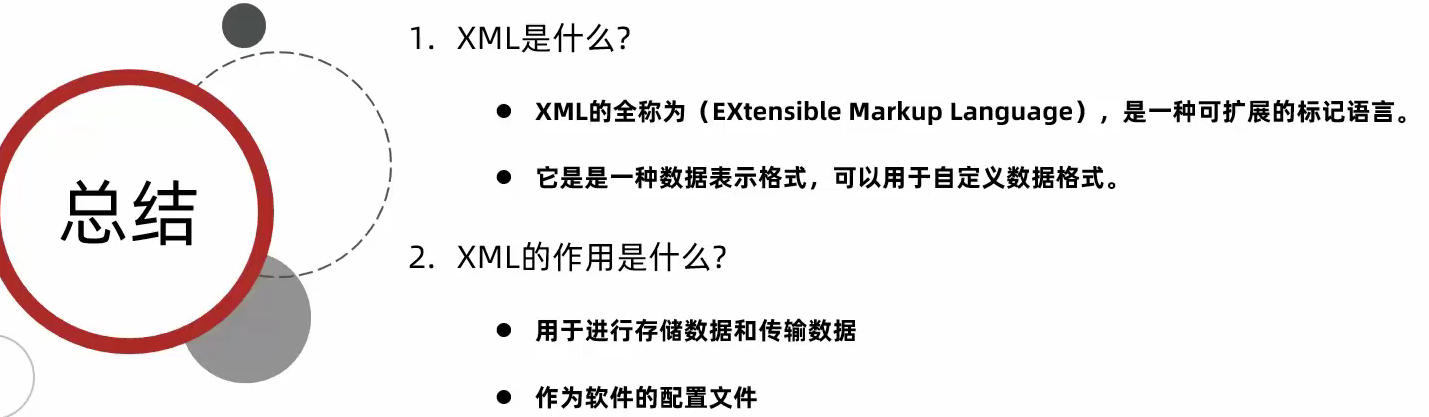 总结
1. XML是什么?
● XML的全称为（EXtensible Markup Language），是一种可扩展的标记语言。
● 它是是一种数据表示格式，可以用于自定义数据格式。
2. XML的作用是什么?
● 用于进行存储数据和传输数据
● 作为软件的配置文件